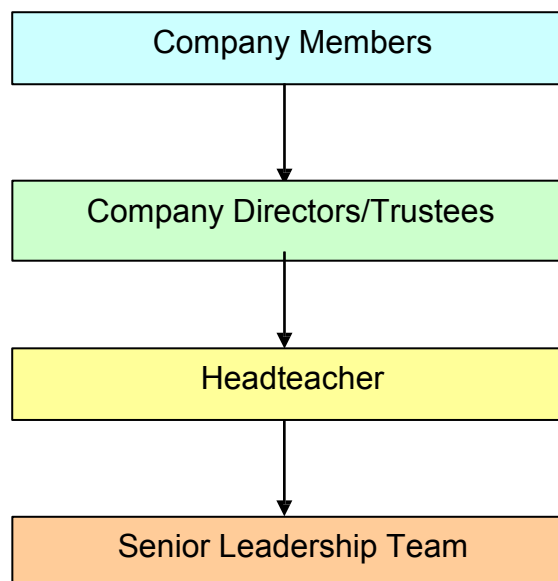 Company Members
Company Directors/Trustees
Headteacher
Senior Leadership Team